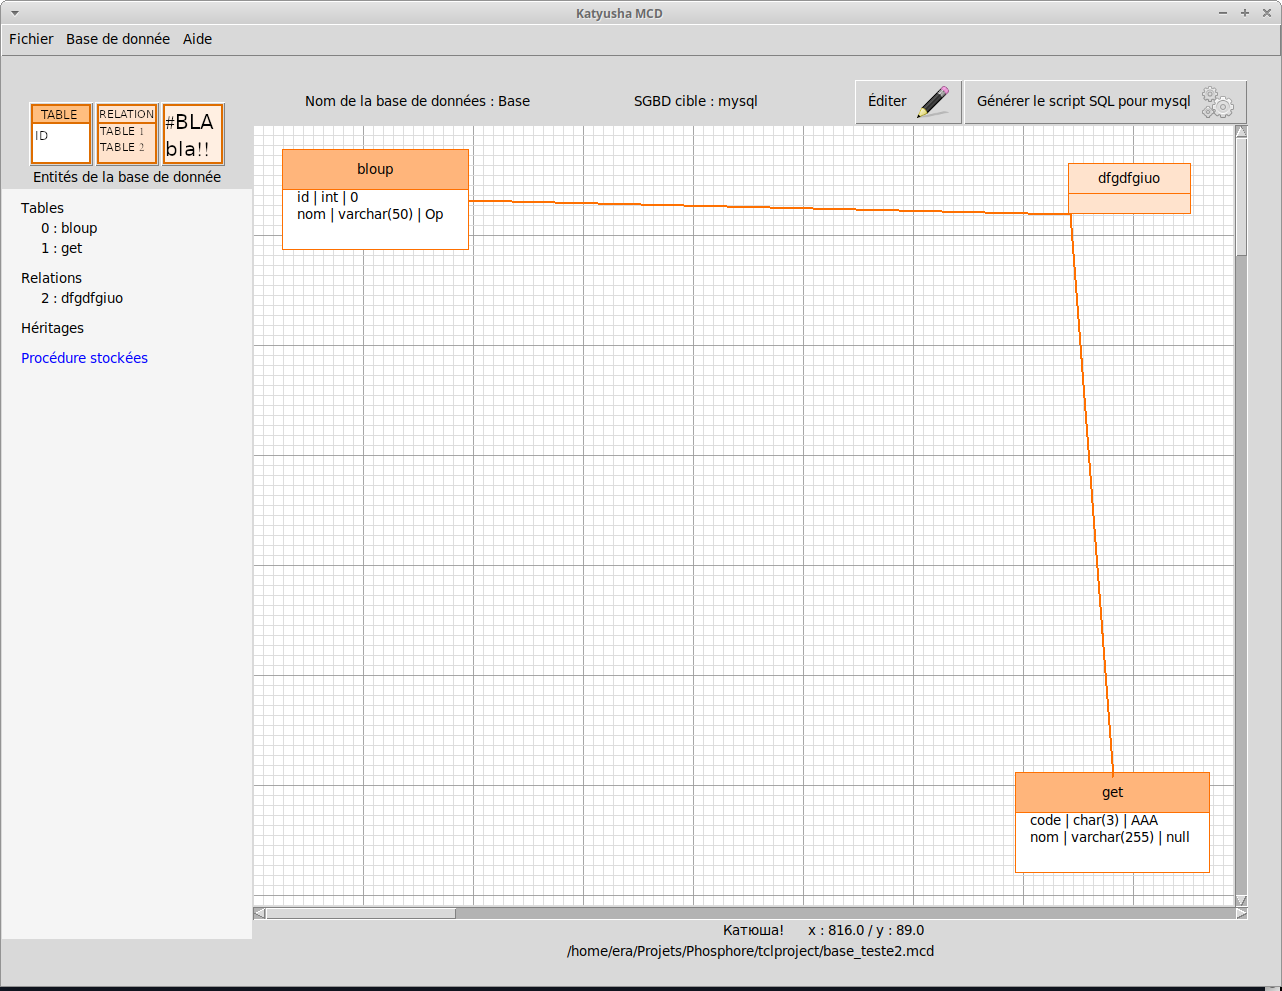 Katyusha MCD
Fichier Base de donnée Aide
TABLE
ID
RELATION
TABLE 1
TABLE 2
#BLA
bla!!
Nom de la base de données : Base
SGBD cible : mysql
Éditer
Générer le script SQL pour mysql
Entités de la base de donnée
Tables
0 : bloup
1 : get
Relations
2 : dfgdfgiuo
Héritages
Procédure stockées
bloup
id | int | 0
nom | varchar(50) | Op
dfgdfgiuo
get
code | char(3) | AAA
nom | varchar(255) | null
Катюша! x : 816.0 / y : 89.0
/home/era/Projets/Phosphore/tclproject/base_teste2.mcd